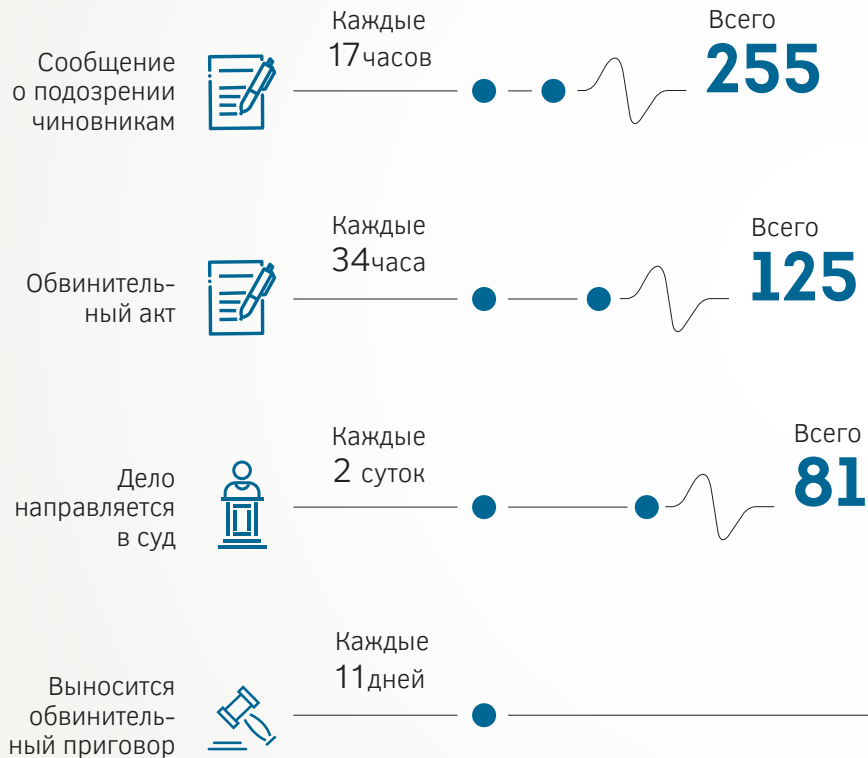 Сообщение
о подозрении
чиновникам
Каждые
17часов
Всего
255
Обвинитель-
ный акт
Каждые
34часа
Всего
125
Дело
направляется
в суд
Каждые
2 суток
Всего
81
Выносится
обвинитель-
ный приговор
Каждые
11дней